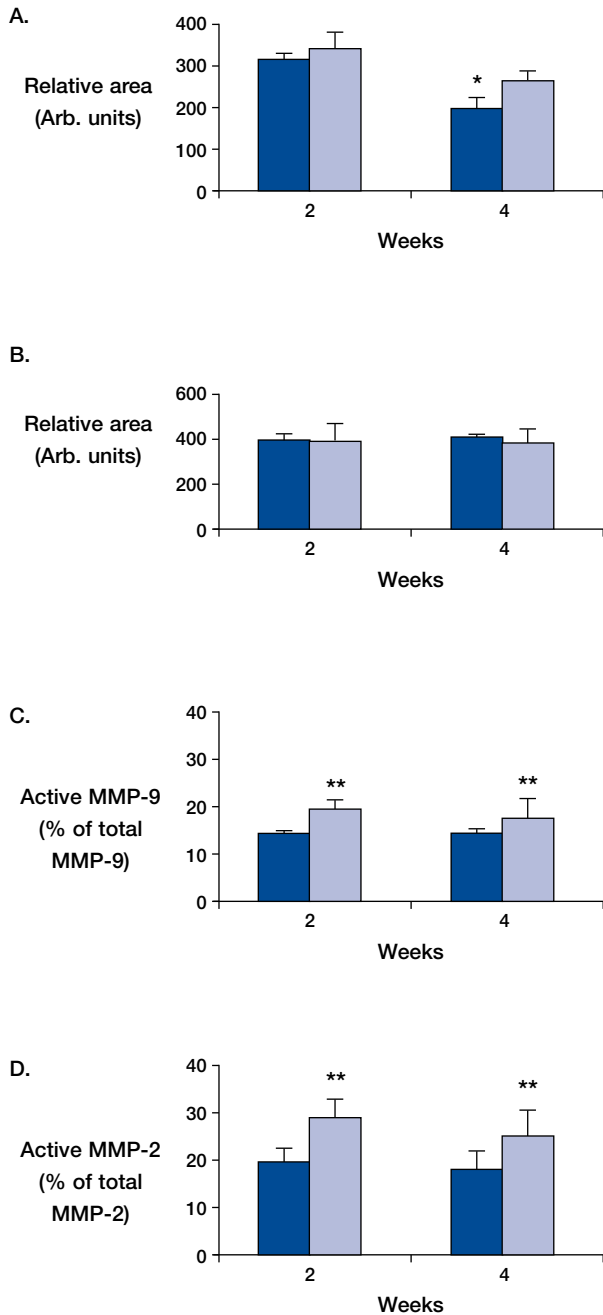 A.
400
300
200
100
0
Relative area
(Arb. units)
*
2
4
Weeks
B.
600
400
200
0
Relative area
(Arb. units)
2
4
Weeks
C.
40
30
20
10
0
Active MMP-9
(% of total
MMP-9)
**
**
2
4
Weeks
D.
40
30
20
10
0
Active MMP-2
(% of total
MMP-2)
**
**
2
4
Weeks